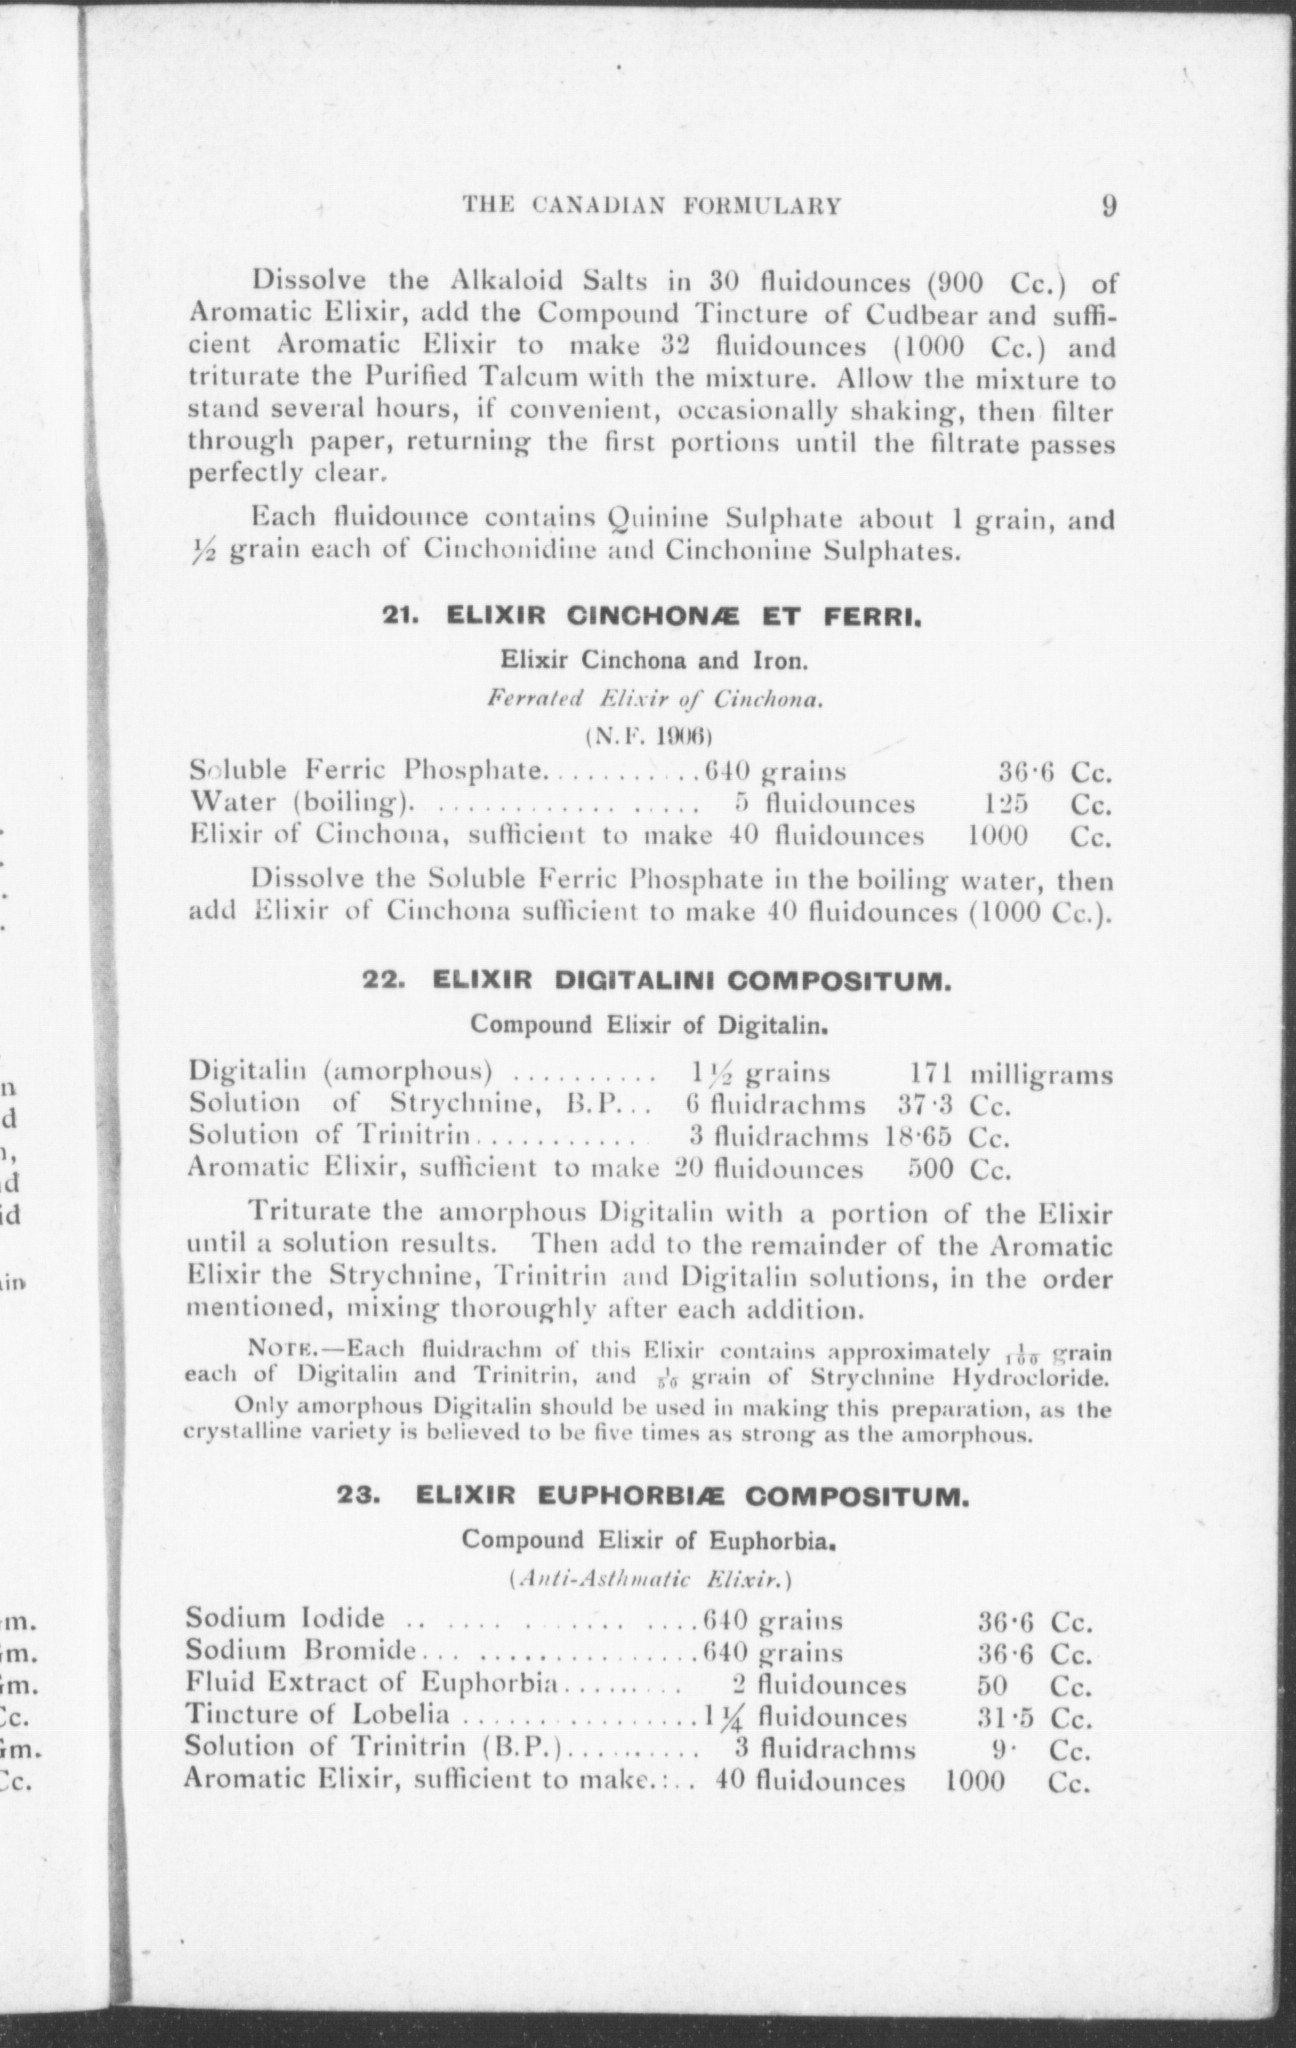 THE CANADIAN FORMULARY 9
Dissolve the Alkaloid Salts in 30 fluidounces (900 Cc.) of
Aromatic Elixir, add the Compound Tincture of Cudbear and suffi-
cient Aromatic Elixir to make 32 fluidounces (1000 Cc.) and
triturate the Purified Talcum with the mixture. Allow the mixture to
stand several hours, if convenient, occasionally shaking, then filter
through paper, returning the first portions until the filtrate passes
perfectly clear.
Each fluidounce contains Quinine Sulphate about 1 grain, and
½ grain each of Cinchonidine and Cinchonine Sulphates.
21. ELIXIR CINCHONÆ ET FERRI.
Elixir Cinchona and Iron.
Ferrated Elixir of Cinchona.
(N.F. 1906)
Soluble Ferric Phosphate............640 grains 36·6 Cc.
Water (boiling). .................. 5 fluidounces 125 Cc.
Elixir of Cinchona, sufficient to make 40 fluidounces 1000 Cc.
Dissolve the Soluble Ferric Phosphate in the boiling water, then
add Elixir of Cinchona sufficient to make 40 fluidounces (1000 Cc.).
22. ELIXIR DIGITALINI COMPOSITUM.
Compound Elixir of Digitalin.
Digitalin (amorphous) .......... 1½ grains 171 milligrams
Solution of Strychnine, B.P... 6 fluidrachms 37·3 Cc.
Solution of Trinitrin............ 3 fluidrachms 18·65 Cc.
Aromatic Elixir, sufficient to make 20 fluidounces 500 Cc.
Triturate the amorphous Digitalin with a portion of the Elixir
until a solution results. Then add to the remainder of the Aromatic
Elixir the Strychnine, Trinitrin and Digitalin solutions, in the order
mentioned, mixing thoroughly after each addition.
NOTE.—Each fluidrachm of this Elixir contains approximately 1/100 grain
each of Digitalin and Trinitrin, and 1/50 grain of Strychnine Hydrocloride.
Only amorphous Digitalin should be used in making this preparation, as the
crystalline variety is believed to be five times as strong as the amorphous.
23. ELIXIR EUPHORBIÆ COMPOSITUM.
Compound Elixir of Euphorbia.
(Anti-Asthmatic Elixir.)
Sodium Iodide .. .................640 grains 36·6 Cc.
Sodium Bromide...................640 grains 36·6 Cc.
Fluid Extract of Euphorbia......... 2 fluidounces 50 Cc.
Tincture of Lobelia ................1¼ fluidounces 31·5 Cc.
Solution of Trinitrin (B.P.).......... 3 fluidrachms 9· Cc.
Aromatic Elixir, sufficient to make.:.. 40 fluidounces 1000 Cc.